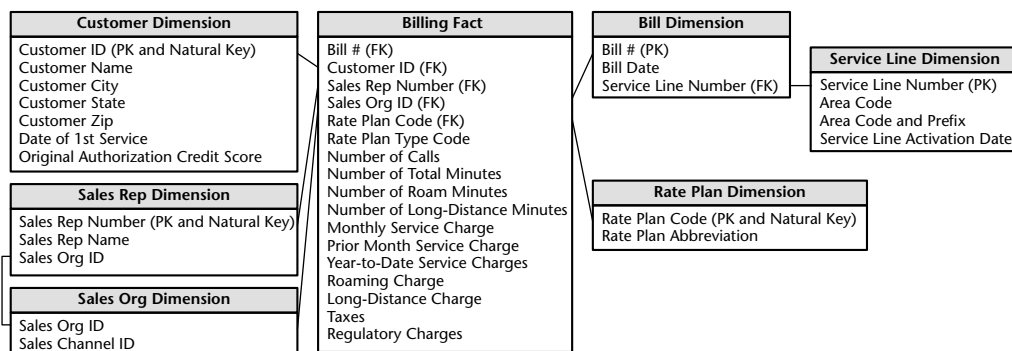 Customer Dimension
Customer ID (PK and Natural Key)
Customer Name
Customer City
Customer State
Customer Zip
Date of 1st Service
Original Authorization Credit Score
Sales Rep Dimension
Sales Rep Number (PK and Natural Key)
Sales Rep Name
Sales Org ID
Sales Org Dimension
Sales Org ID
Sales Channel ID
Billing Fact
Bill # (FK)
Customer ID (FK)
Sales Rep Number (FK)
Sales Org ID (FK)
Rate Plan Code (FK)
Rate Plan Type Code
Number of Calls
Number of Total Minutes
Number of Roam Minutes
Number of Long-Distance Minutes
Monthly Service Charge
Prior Month Service Charge
Year-to-Date Service Charges
Roaming Charge
Long-Distance Charge
Taxes
Regulatory Charges
Bill Dimension
Bill # (PK)
Bill Date
Service Line Number (FK)
Rate Plan Dimension
Rate Plan Code (PK and Natural Key)
Rate Plan Abbreviation
Service Line Dimension
Service Line Number (PK)
Area Code
Area Code and Prefix
Service Line Activation Date